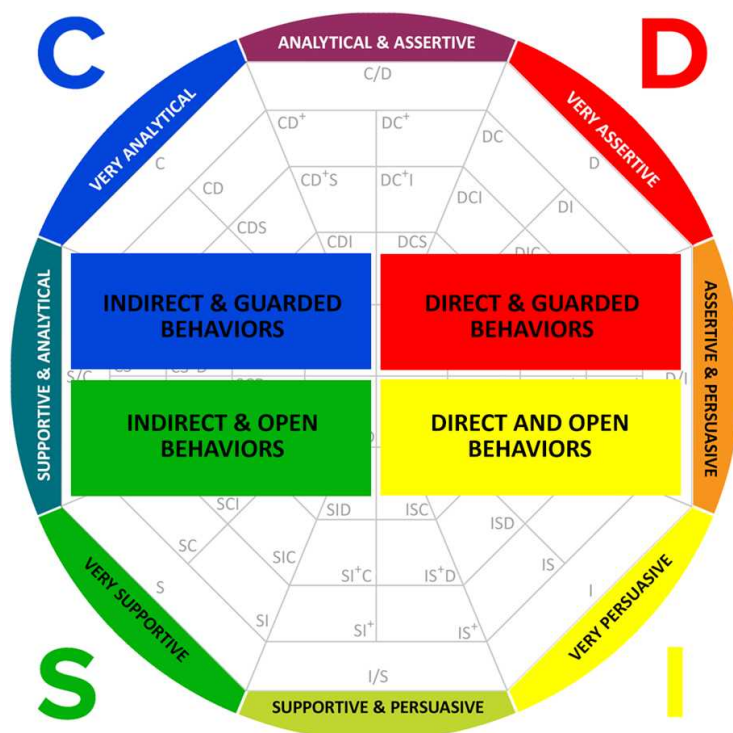 C
D
ANALYTICAL & ASSERTIVE
VERY ANALYTICAL
VERY ASSERTIVE
C/D
CD+
DC+
C
DC
D
CD
CD+S
DC+I
DCI
DI
CDS
CDI
DCS
INDIRECT & GUARDED
BEHAVIORS
DIRECT & GUARDED
BEHAVIORS
SUPPORTIVE & ANALYTICAL
ASSERTIVE & PERSUASIVE
S/C
D/I
INDIRECT & OPEN
BEHAVIORS
DIRECT AND OPEN
BEHAVIORS
SCI
SID
ISC
ISD
SC
SIC
SI+C
IS+D
IS
S
I
SI
SI+
IS+
VERY SUPPORTIVE
VERY PERSUASIVE
I/S
S
I
SUPPORTIVE & PERSUASIVE